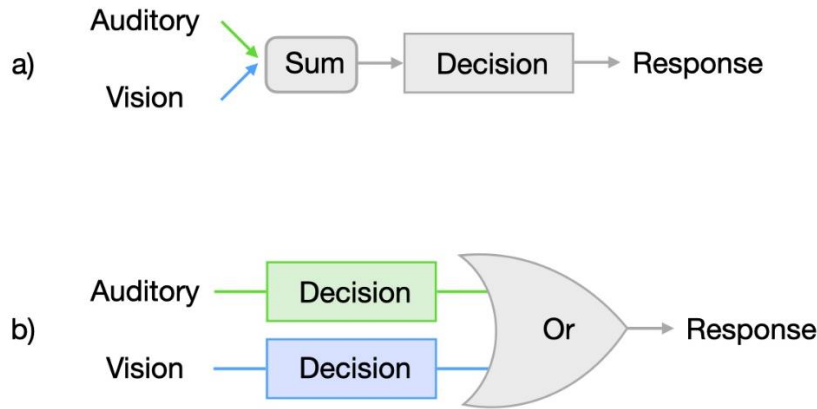 Auditory
a)
Sum
Decision
Response
Vision
Auditory
Decision
b)
Or
Response
Vision
Decision